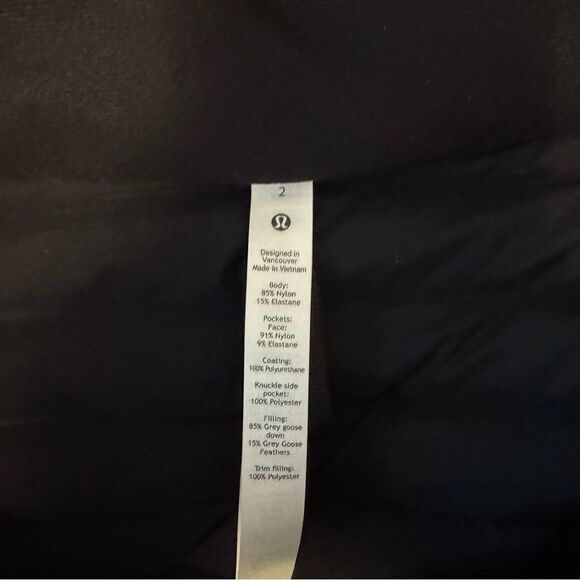 2
Designed in
Vancouver
Made in Vietnam
Body:
85% Nylon
15% Elastane
Pockets:
Face:
91% Nylon
9% Elastane
Coating:
100% Polyurethane
Knuckle side
pocket:
100% Polyester
Filling:
85% Grey goose
down
15% Grey Goose
Feathers
Trim filling:
100% Polyester